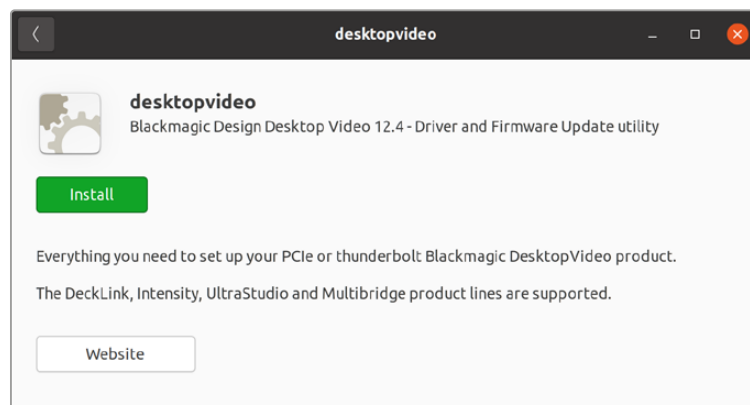 desktopvideo
desktopvideo
Blackmagic Design Desktop Video 12.4 - Driver and Firmware Update utility
Install
Everything you need to set up your PCIe or thunderbolt Blackmagic DesktopVideo product.
The DeckLink, Intensity, UltraStudio and Multibridge product lines are supported.
Website